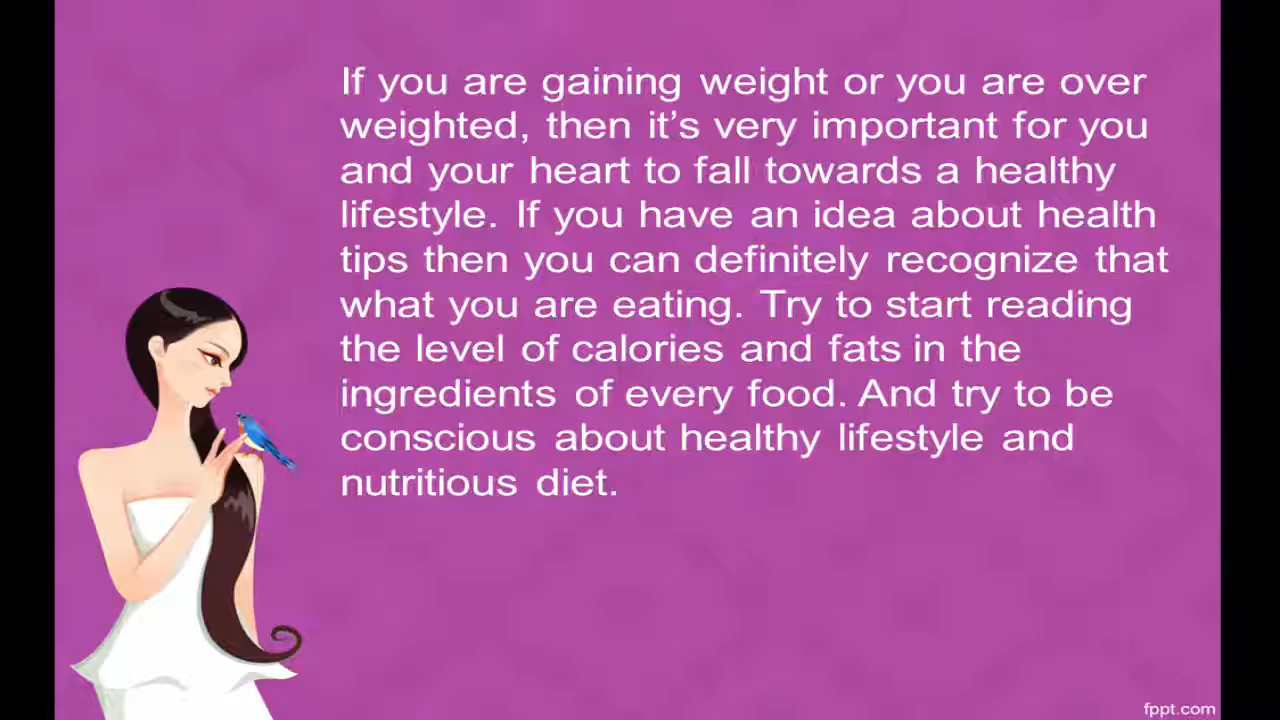 If you are gaining weight or you are over
weighted, then it’s very important for you
and your heart to fall towards a healthy
lifestyle. If you have an idea about health
tips then you can definitely recognize that
what you are eating. Try to start reading
the level of calories and fats in the
ingredients of every food. And try to be
conscious about healthy lifestyle and
nutritious diet.
fppt.com